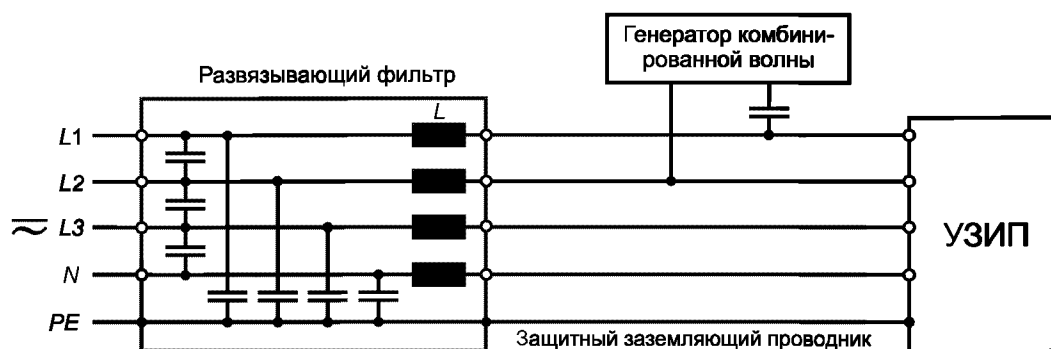 Генератор комбини-
рованной волны
Развязывающий фильтр
L
L1
L2
L3
N
PE
УЗИП
Защитный заземляющий проводник